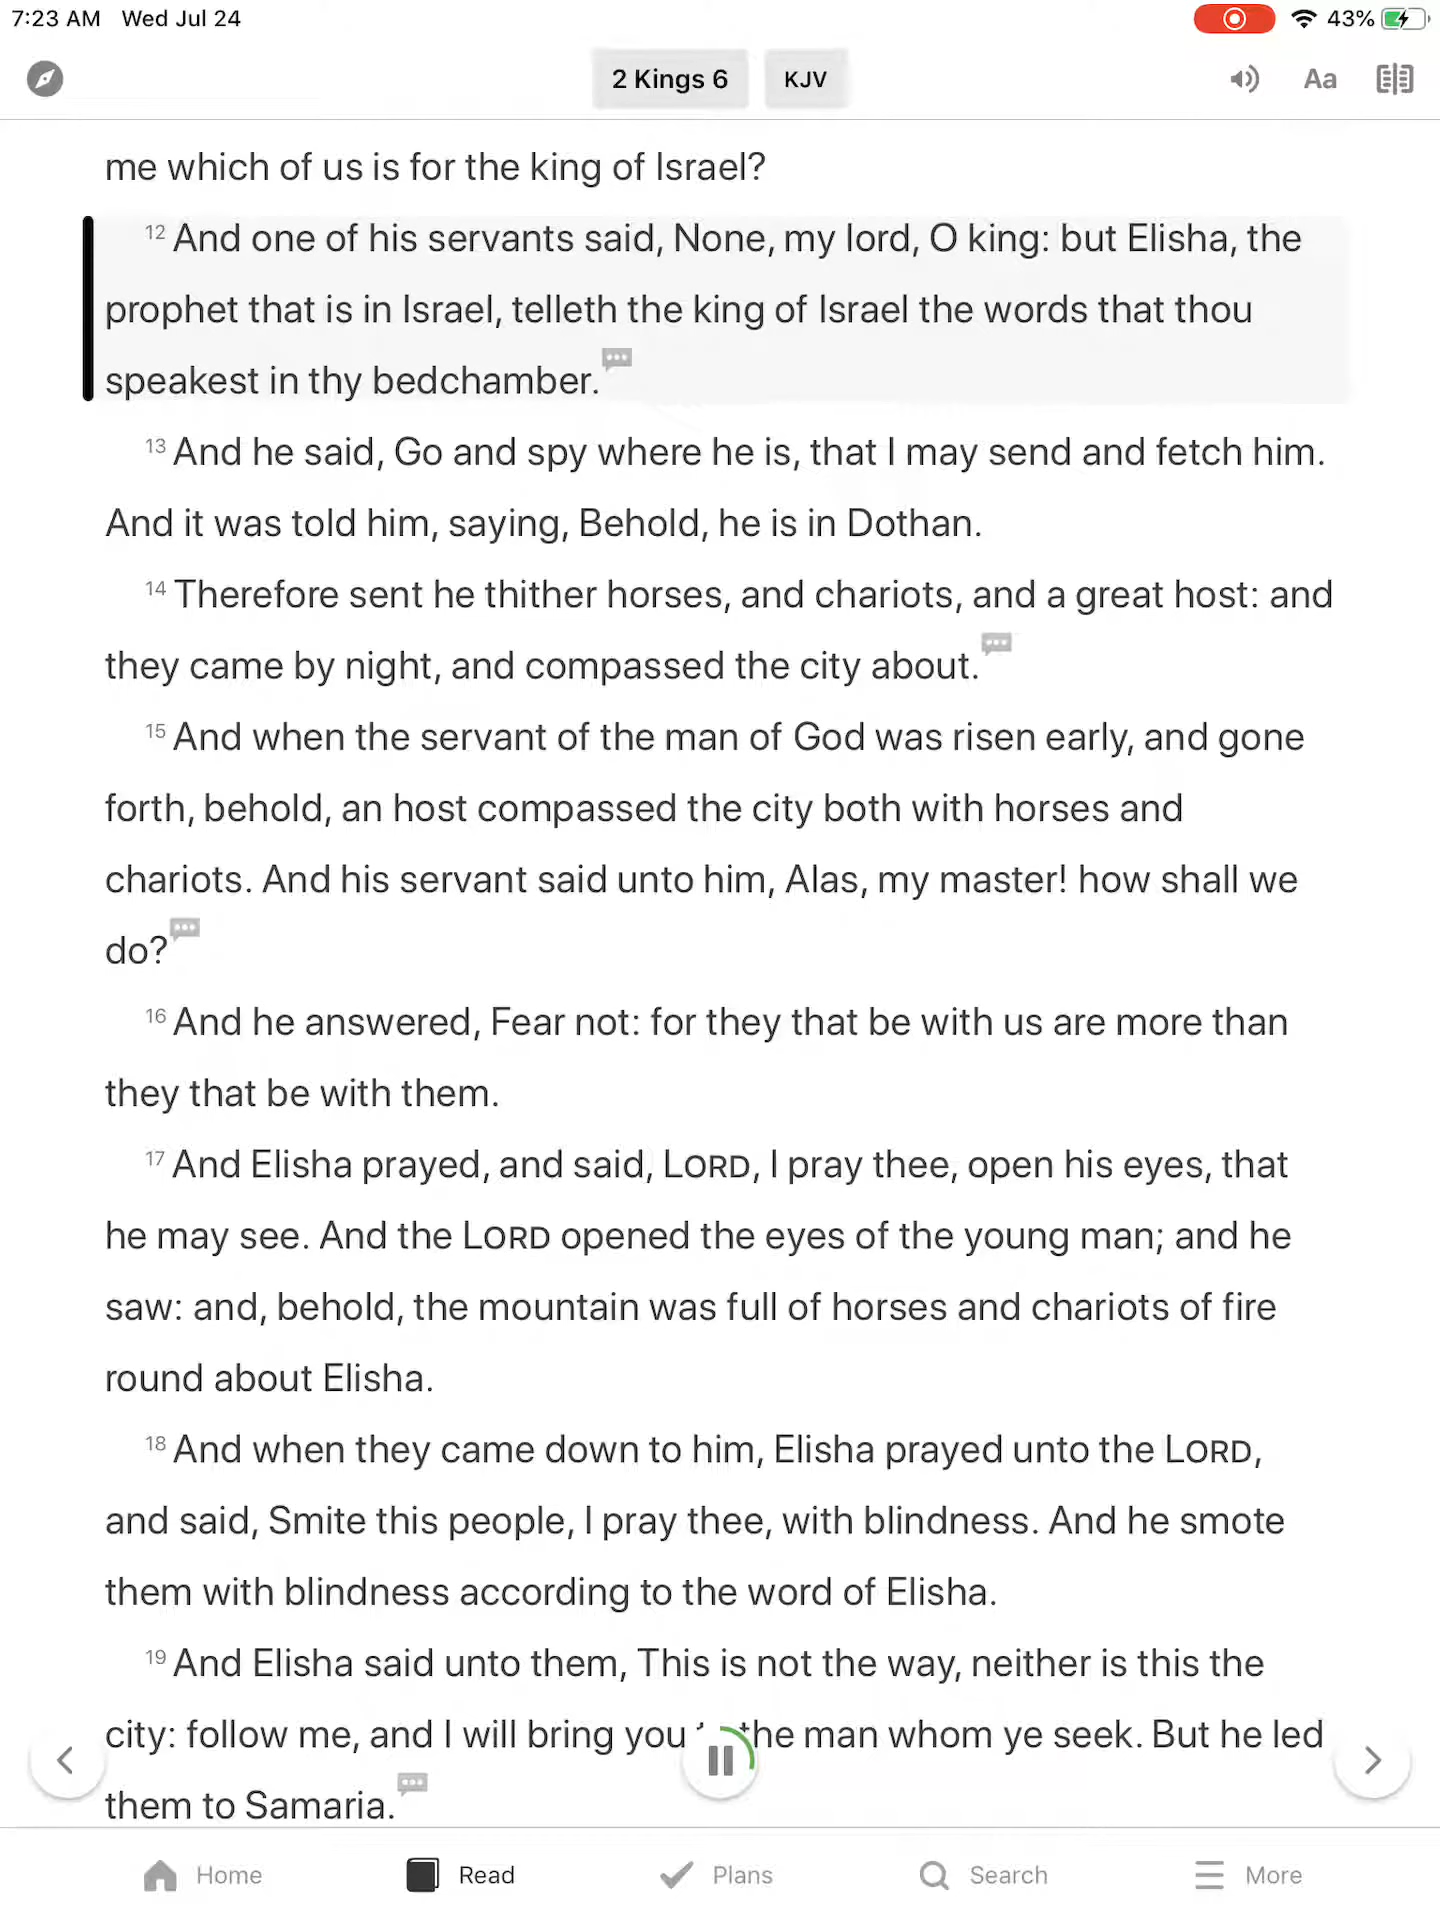 7:23 AM Wed Jul 24
43%
2 Kings 6 KJV Aa
me which of us is for the king of Israel?
12 And one of his servants said, None, my lord, O king: but Elisha, the
prophet that is in Israel, telleth the king of Israel the words that thou
speakest in thy bedchamber.
13 And he said, Go and spy where he is, that I may send and fetch him.
And it was told him, saying, Behold, he is in Dothan.
14 Therefore sent he thither horses, and chariots, and a great host: and
they came by night, and compassed the city about.
15 And when the servant of the man of God was risen early, and gone
forth, behold, an host compassed the city both with horses and
chariots. And his servant said unto him, Alas, my master! how shall we
do?
16 And he answered, Fear not: for they that be with us are more than
they that be with them.
17 And Elisha prayed, and said, LORD, I pray thee, open his eyes, that
he may see. And the LORD opened the eyes of the young man; and he
saw: and, behold, the mountain was full of horses and chariots of fire
round about Elisha.
18 And when they came down to him, Elisha prayed unto the LORD,
and said, Smite this people, I pray thee, with blindness. And he smote
them with blindness according to the word of Elisha.
19 And Elisha said unto them, This is not the way, neither is this the
city: follow me, and I will bring you the man whom ye seek. But he led
them to Samaria.
Home Read Plans Search More